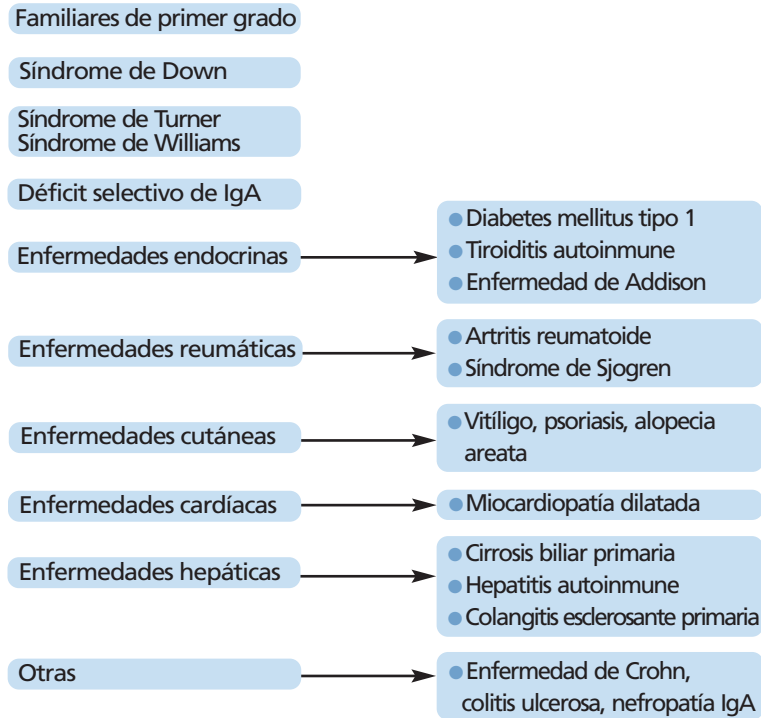 Familiares de primer grado
Síndrome de Down
Síndrome de Turner
Síndrome de Williams
Déficit selectivo de IgA
Enfermedades endocrinas
● Diabetes mellitus tipo 1
● Tiroiditis autoinmune
● Enfermedad de Addison
Enfermedades reumáticas
● Artritis reumatoide
● Síndrome de Sjogren
Enfermedades cutáneas
● Vitíligo, psoriasis, alopecia
areata
Enfermedades cardíacas
● Miocardiopatía dilatada
Enfermedades hepáticas
● Cirrosis biliar primaria
● Hepatitis autoinmune
● Colangitis esclerosante primaria
Otras
● Enfermedad de Crohn,
colitis ulcerosa, nefropatía IgA